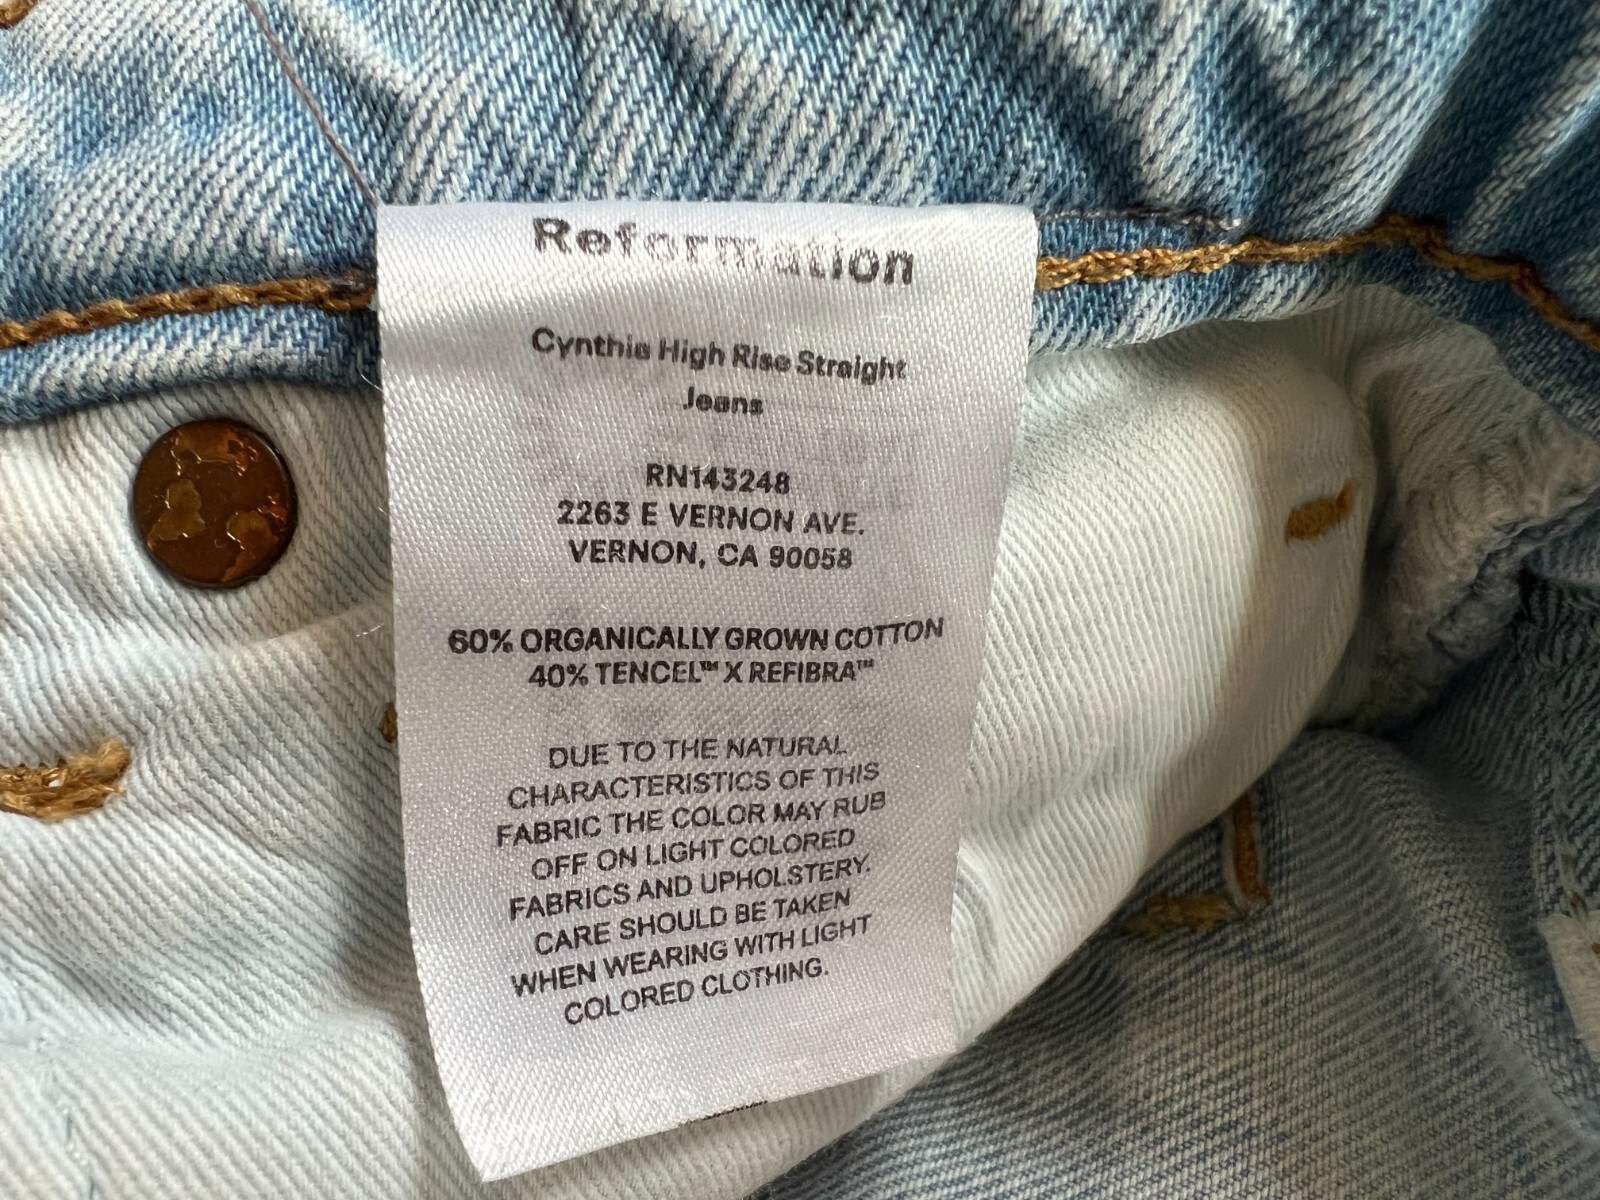 Reformation
Cynthia High Rise Straight
Jeans
RN143248
2263 E VERNON AVE.
VERNON, CA 90058
60% ORGANICALLY GROWN COTTON
40% TENCEL™ X REFIBRA™
DUE TO THE NATURAL
CHARACTERISTICS OF THIS
FABRIC THE COLOR MAY RUB
OFF ON LIGHT COLORED
FABRICS AND UPHOLSTERY.
CARE SHOULD BE TAKEN
WHEN WEARING WITH LIGHT
COLORED CLOTHING.